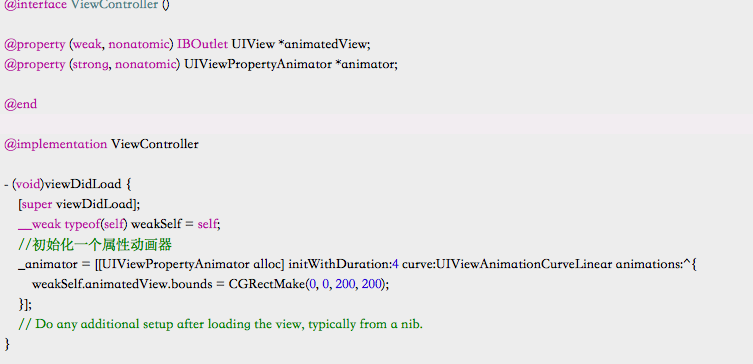 @interface ViewController ()
@property (weak, nonatomic) IBOutlet UIView *animatedView;
@property (strong, nonatomic) UIViewPropertyAnimator *animator;
@end
@implementation ViewController
- (void)viewDidLoad {
[super viewDidLoad];
__weak typeof(self) weakSelf = self;
//初始化一个属性动画器
_animator = [[UIViewPropertyAnimator alloc] initWithDuration:4 curve:UIViewAnimationCurveLinear animations:^{
weakSelf.animatedView.bounds = CGRectMake(0, 0, 200, 200);
}];
// Do any additional setup after loading the view, typically from a nib.
}